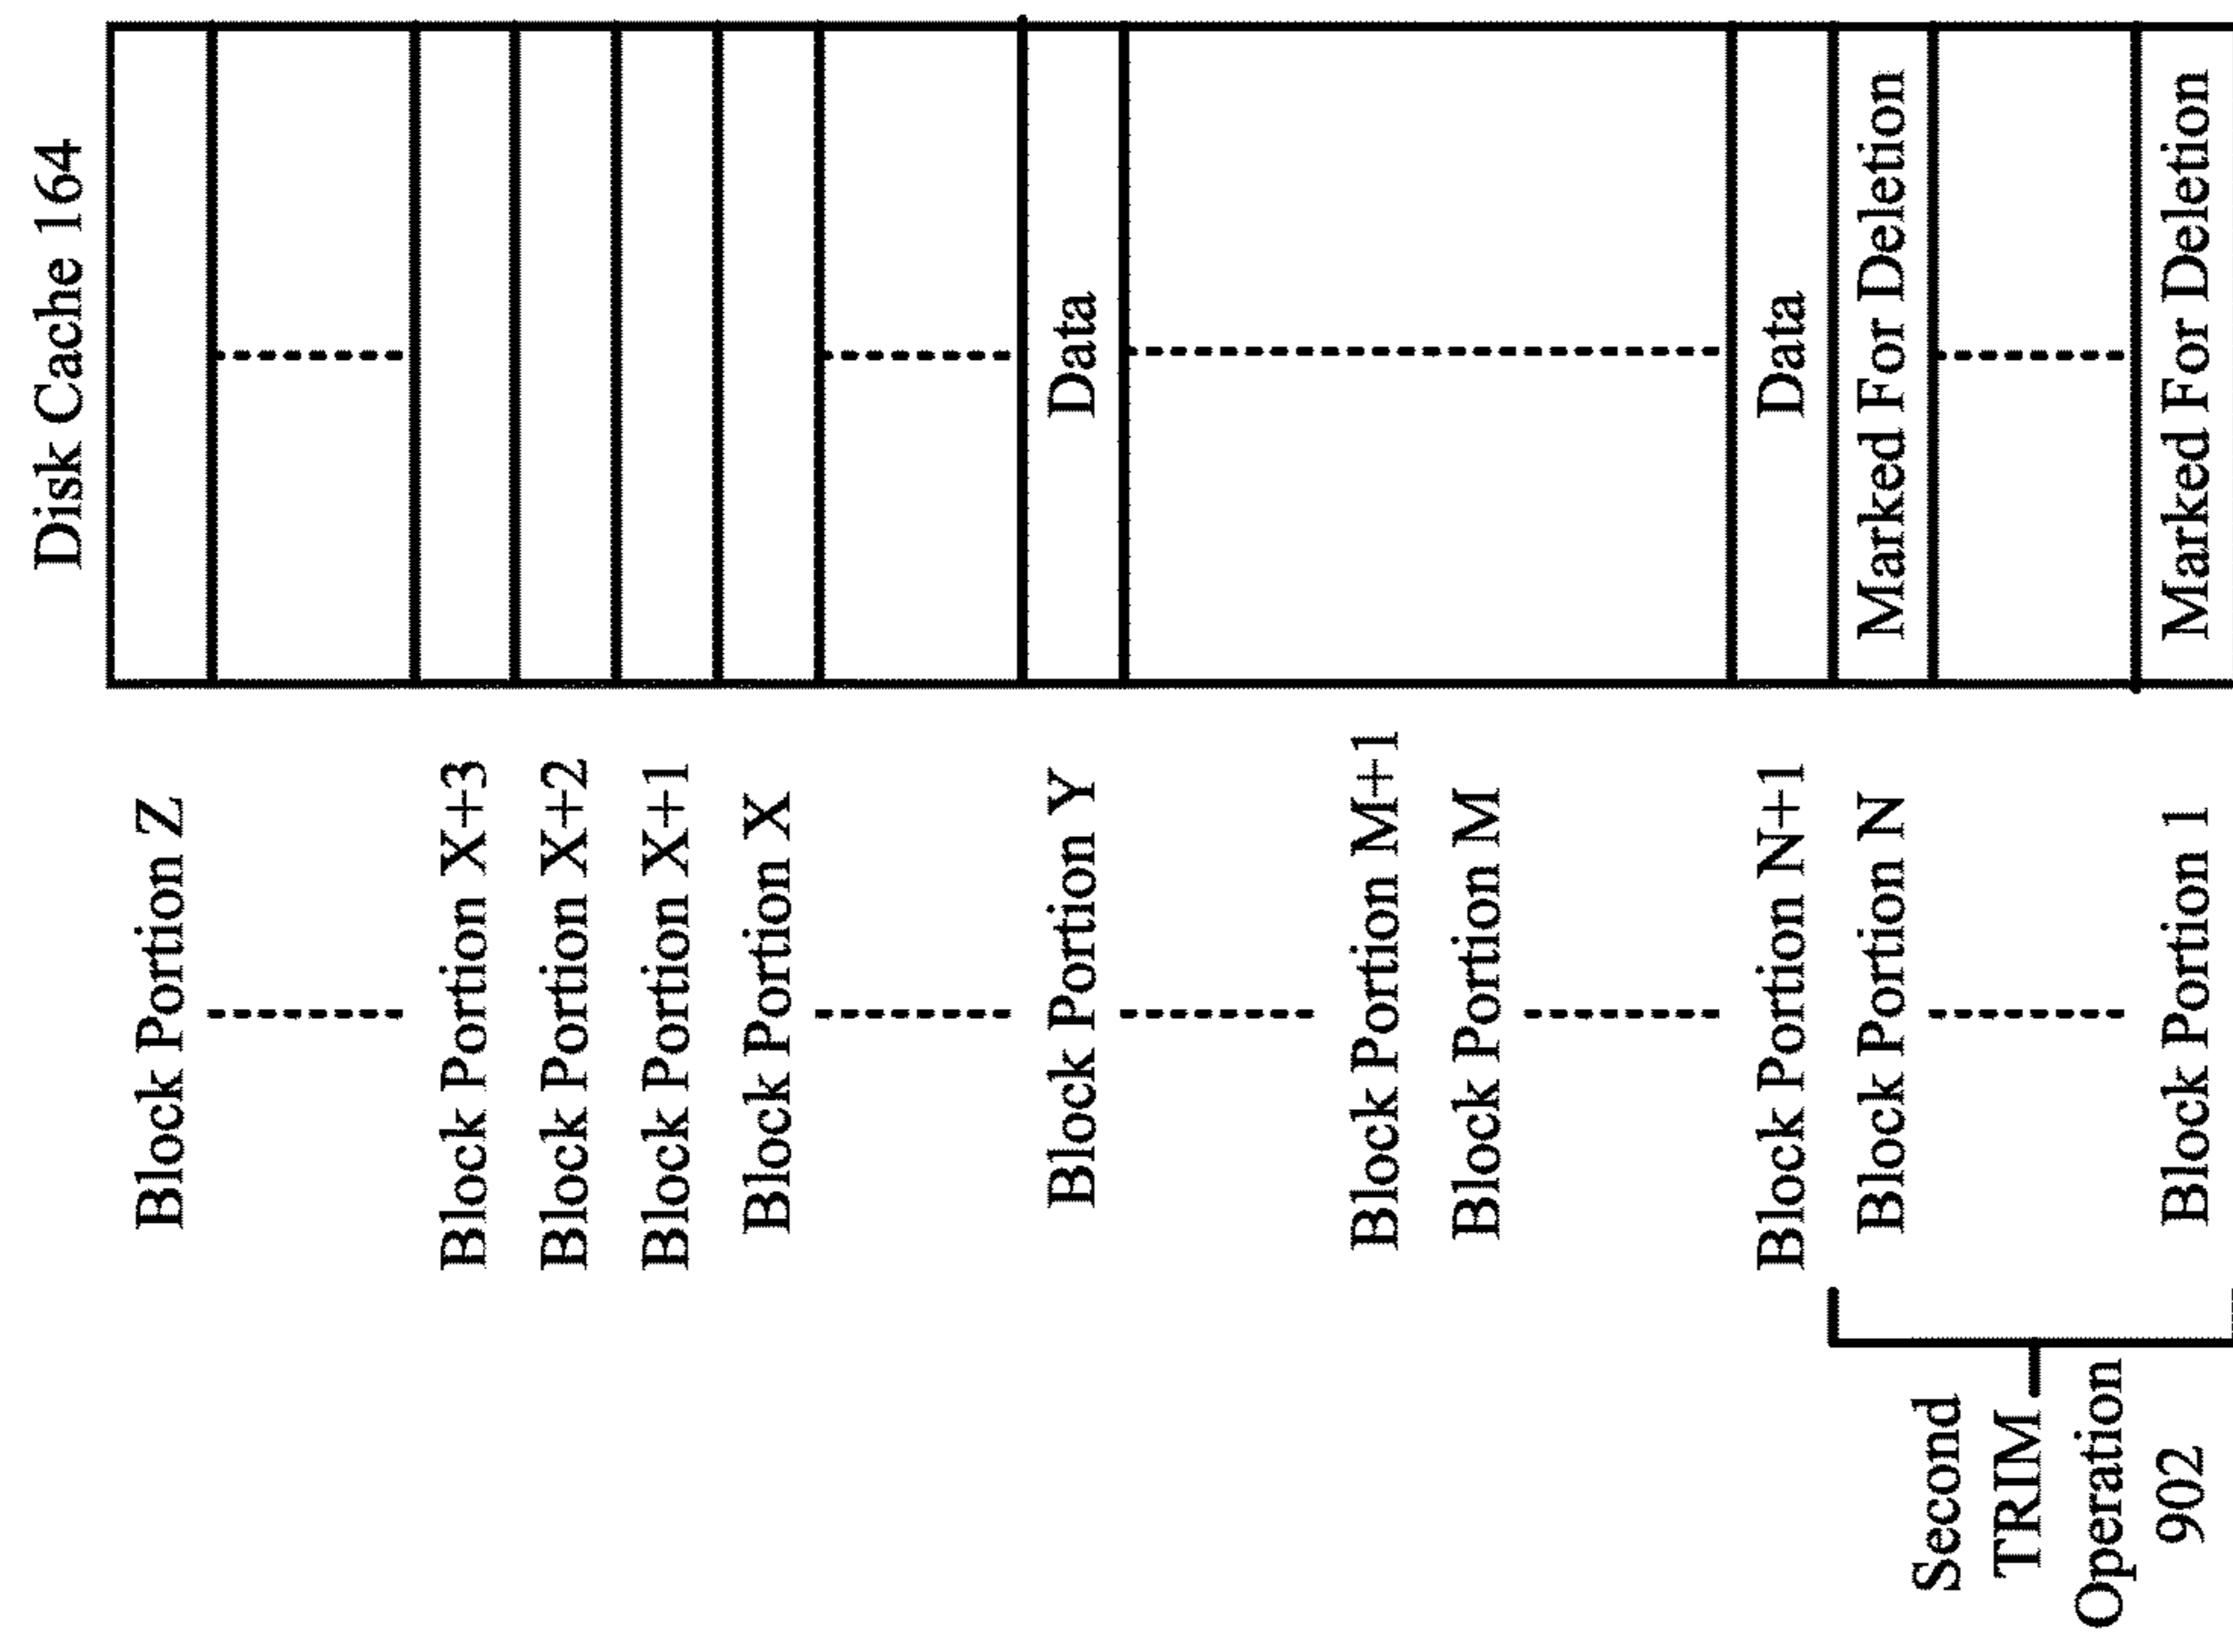 Disk Cache 164
Block Portion Z
Block Portion X+3
Block Portion X+2
Block Portion X+1
Block Portion X
Block Portion Y
Data
Block Portion M+1
Block Portion M
Block Portion N+1
Data
Block Portion N
Marked For Deletion
Second
TRIM
Operation
902
Block Portion 1
Marked For Deletion